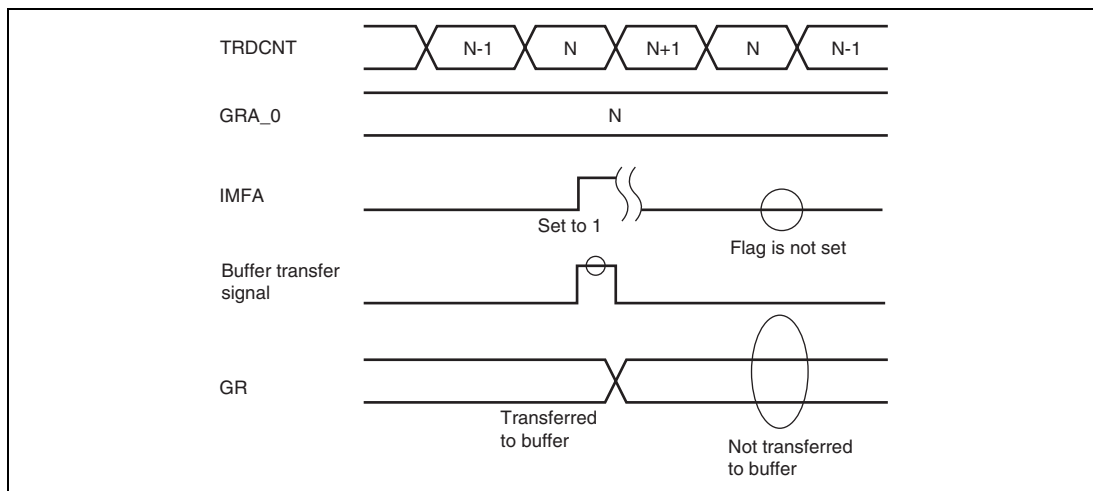 TRDCNT
N-1
N
N+1
N
N-1
GRA_0
N
IMFA
Set to 1
Flag is not set
Buffer transfer
signal
GR
Transferred
to buffer
Not transferred
to buffer